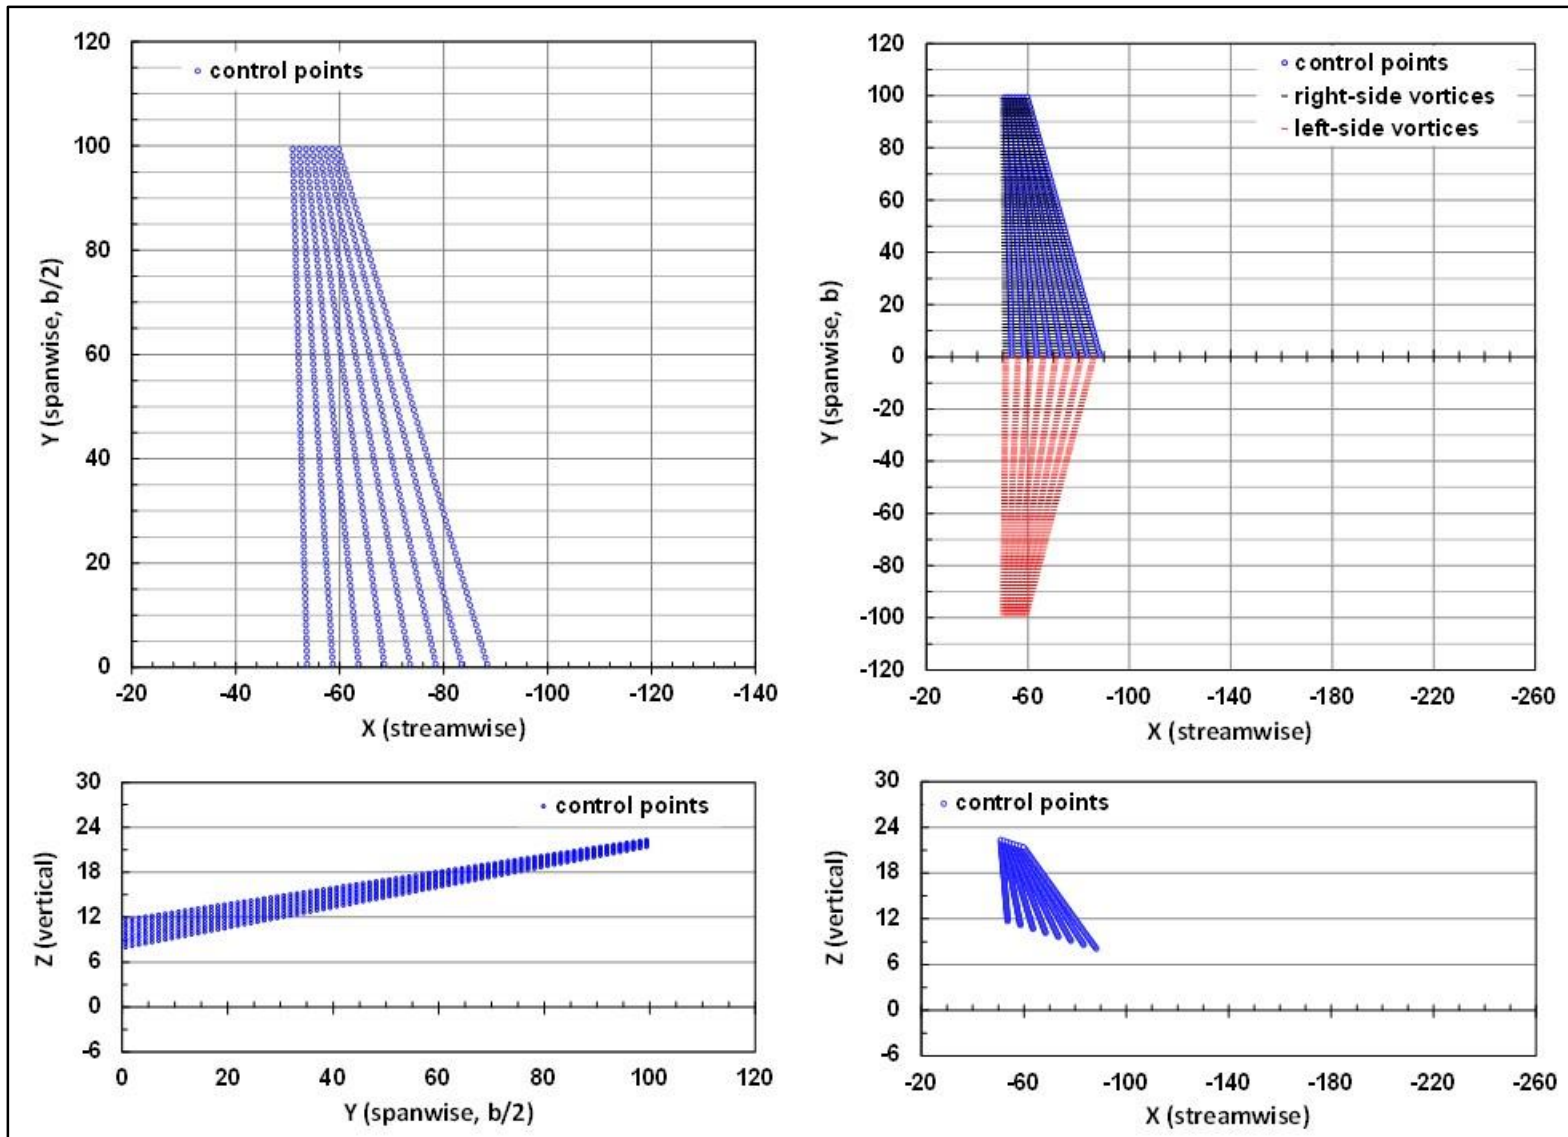 120
control points
100
80
60
40
20
0
Y (spanwise, b/2)
-20 -40 -60 -80 -100 -120 -140
X (streamwise)
120
control points
right-side vortices
left-side vortices
100
80
60
40
20
0
-20
-40
-60
-80
-100
-120
Y (spanwise, b)
-20 -60 -100 -140 -180 -220 -260
X (streamwise)
30
control points
24
18
12
6
0
-6
Z (vertical)
0 20 40 60 80 100 120
Y (spanwise, b/2)
30
control points
24
18
12
6
0
-6
Z (vertical)
-20 -60 -100 -140 -180 -220 -260
X (streamwise)